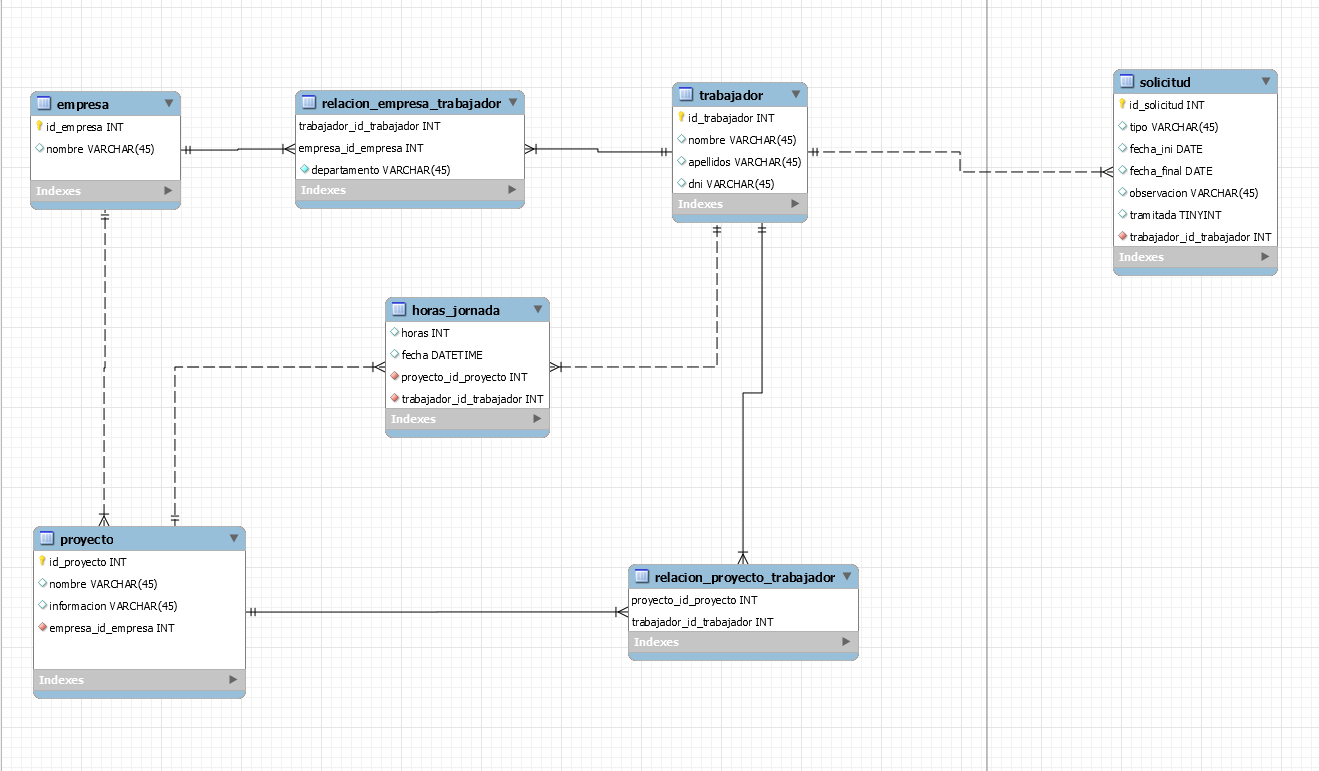 empresa
id_empresa INT
nombre VARCHAR(45)
Indexes
relacion_empresa_trabajador
trabajador_id_trabajador INT
empresa_id_empresa INT
departamento VARCHAR(45)
Indexes
trabajador
id_trabajador INT
nombre VARCHAR(45)
apellidos VARCHAR(45)
dni VARCHAR(45)
Indexes
solicitud
id_solicitud INT
tipo VARCHAR(45)
fecha_ini DATE
fecha_final DATE
observacion VARCHAR(45)
tramitada TINYINT
trabajador_id_trabajador INT
Indexes
horas_jornada
horas INT
fecha DATETIME
proyecto_id_proyecto INT
trabajador_id_trabajador INT
Indexes
proyecto
id_proyecto INT
nombre VARCHAR(45)
informacion VARCHAR(45)
empresa_id_empresa INT
Indexes
relacion_proyecto_trabajador
proyecto_id_proyecto INT
trabajador_id_trabajador INT
Indexes